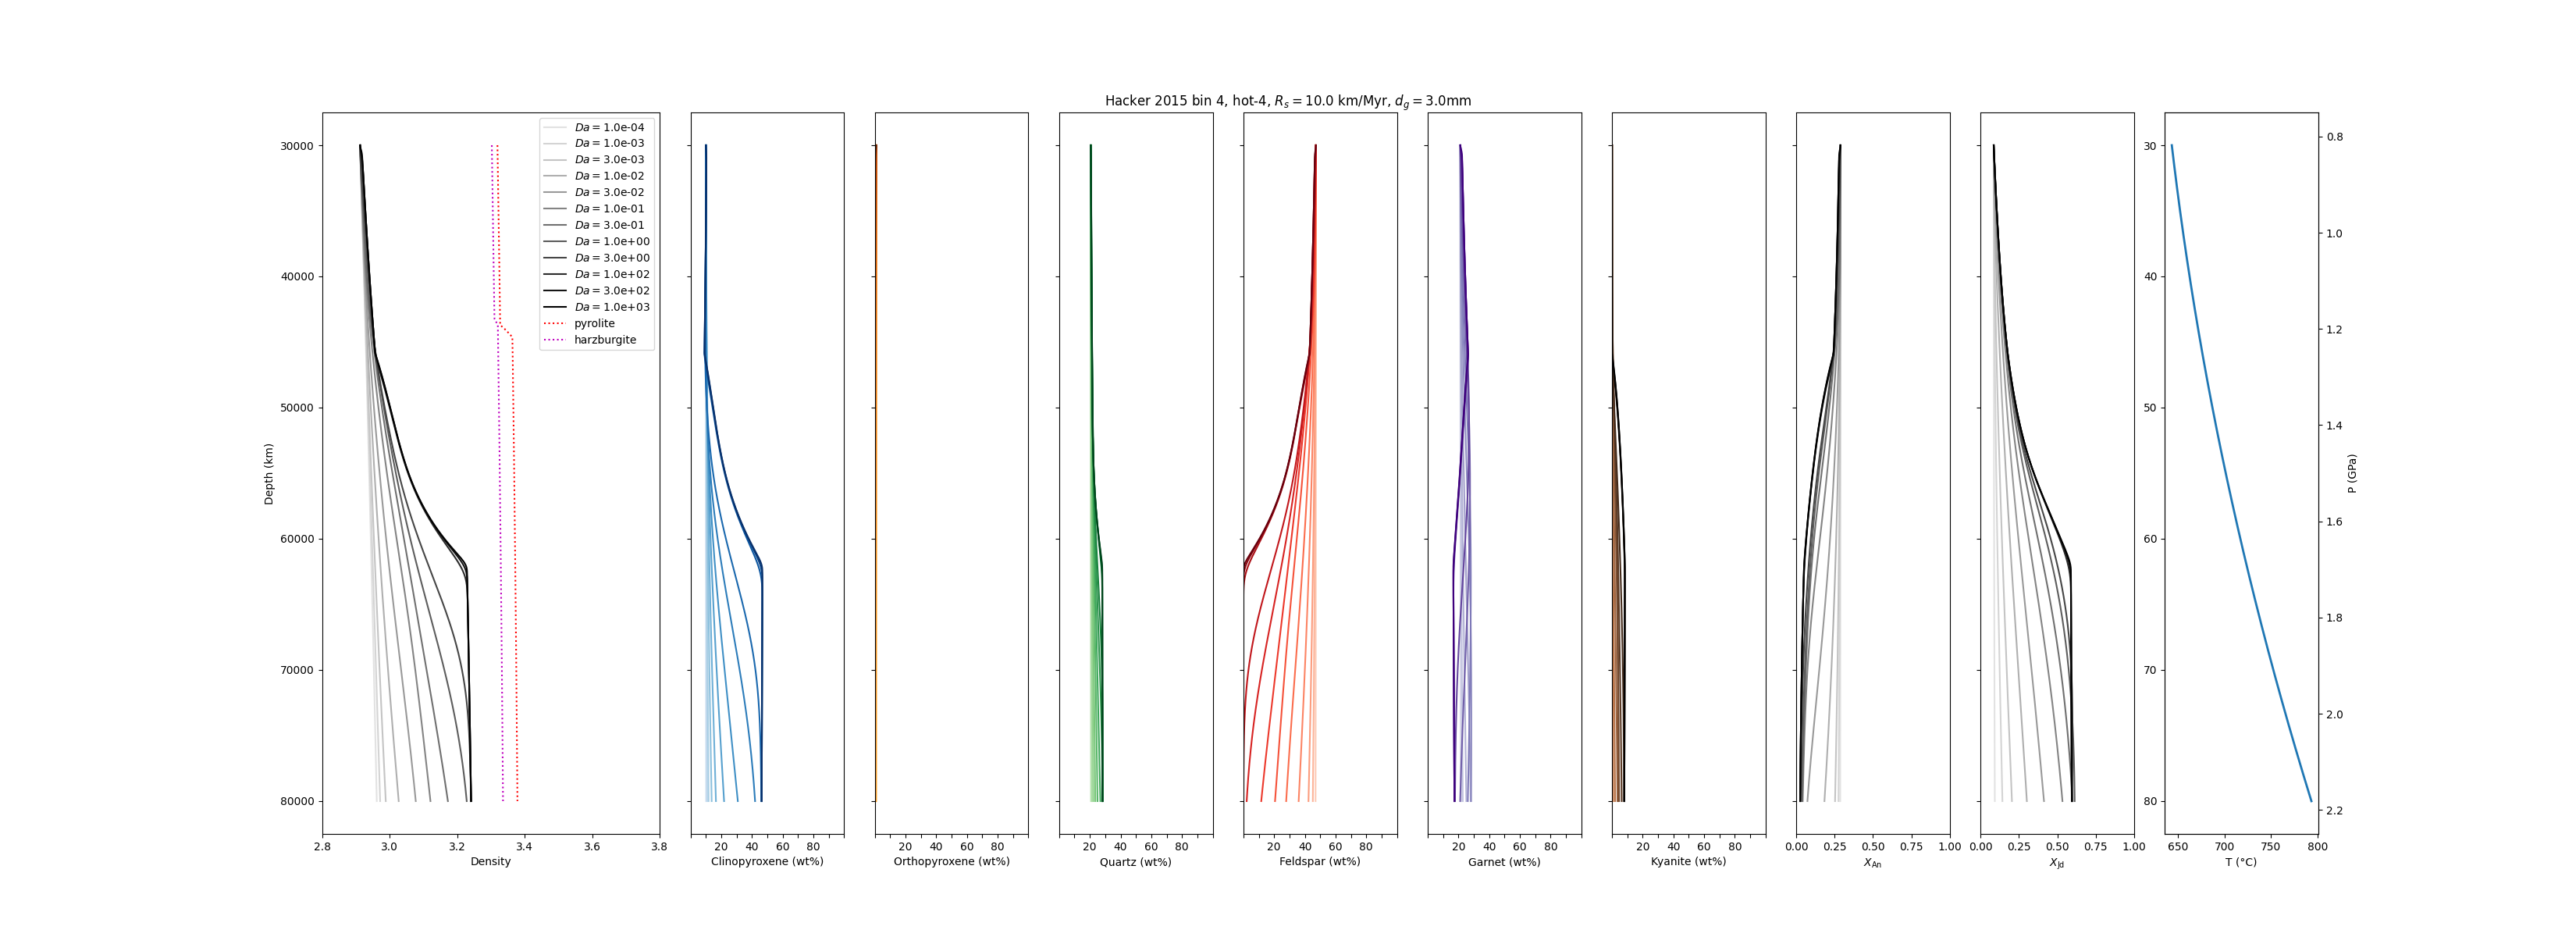 Hacker 2015 bin 4, hot-4, Rs = 10.0 km/Myr, dg = 3.0mm
Da = 1.0e-04
Da = 1.0e-03
Da = 3.0e-03
Da = 1.0e-02
Da = 3.0e-02
Da = 1.0e-01
Da = 3.0e-01
Da = 1.0e+00
Da = 3.0e+00
Da = 1.0e+02
Da = 3.0e+02
Da = 1.0e+03
pyrolite
harzburgite
30000
40000
50000
60000
70000
80000
Depth (km)
2.8 3.0 3.2 3.4 3.6 3.8
Density
20 40 60 80
Clinopyroxene (wt%)
20 40 60 80
Orthopyroxene (wt%)
20 40 60 80
Quartz (wt%)
20 40 60 80
Feldspar (wt%)
20 40 60 80
Garnet (wt%)
20 40 60 80
Kyanite (wt%)
0.00 0.25 0.50 0.75 1.00
XAn
0.00 0.25 0.50 0.75 1.00
XJd
30
40
50
60
70
80
650 700 750 800
T (°C)
0.8
1.0
1.2
1.4
1.6
1.8
2.0
2.2
P (GPa)